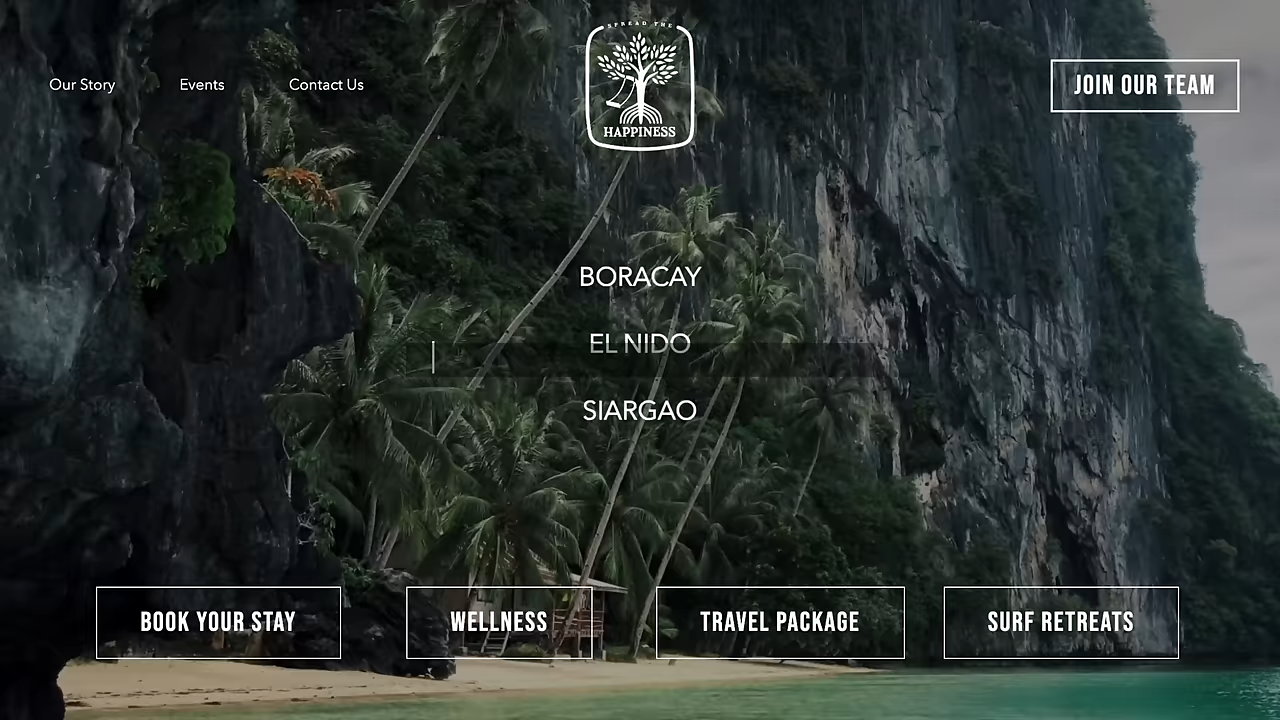 SPREAD THE
HAPPINESS
Our Story
Events
Contact Us
JOIN OUR TEAM
BORACAY
EL NIDO
SIARGAO
BOOK YOUR STAY
WELLNESS
TRAVEL PACKAGE
SURF RETREATS